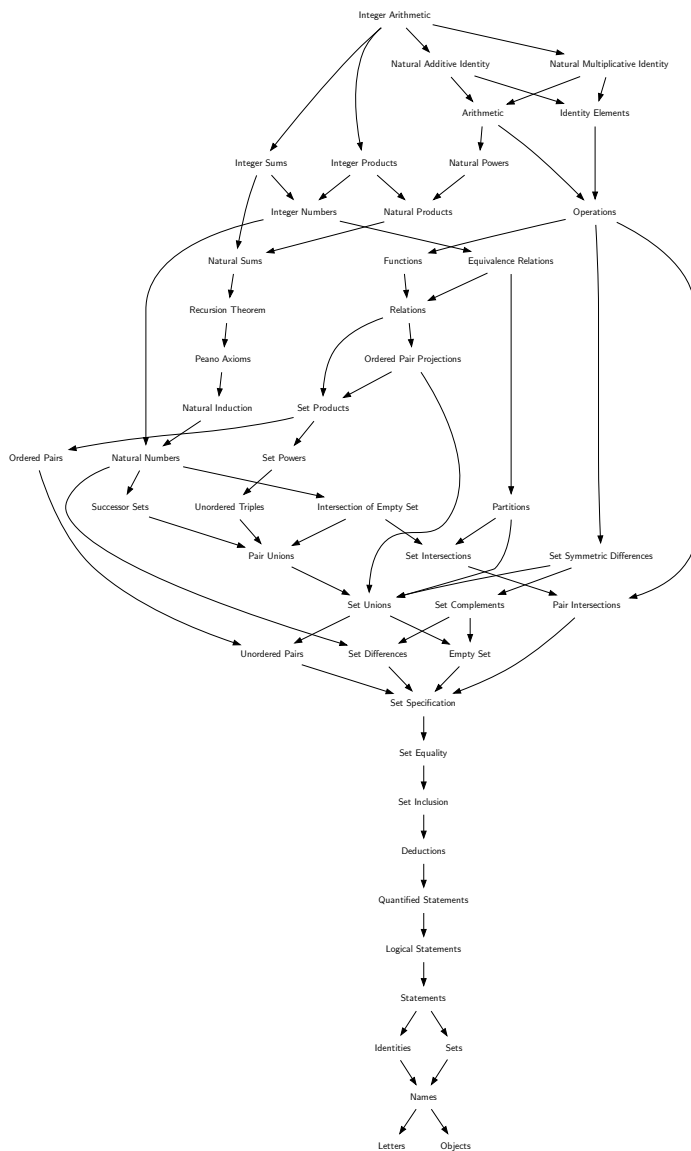 Integer Arithmetic
Natural Additive Identity
Natural Multiplicative Identity
Arithmetic
Identity Elements
Integer Sums
Integer Products
Natural Powers
Integer Numbers
Natural Products
Operations
Natural Sums
Functions
Equivalence Relations
Recursion Theorem
Relations
Peano Axioms
Ordered Pair Projections
Natural Induction
Set Products
Ordered Pairs
Natural Numbers
Set Powers
Successor Sets
Unordered Triples
Intersection of Empty Set
Partitions
Pair Unions
Set Intersections
Set Symmetric Differences
Set Unions
Set Complements
Pair Intersections
Unordered Pairs
Set Differences
Empty Set
Set Specification
Set Equality
Set Inclusion
Deductions
Quantified Statements
Logical Statements
Statements
Identities
Sets
Names
Letters
Objects